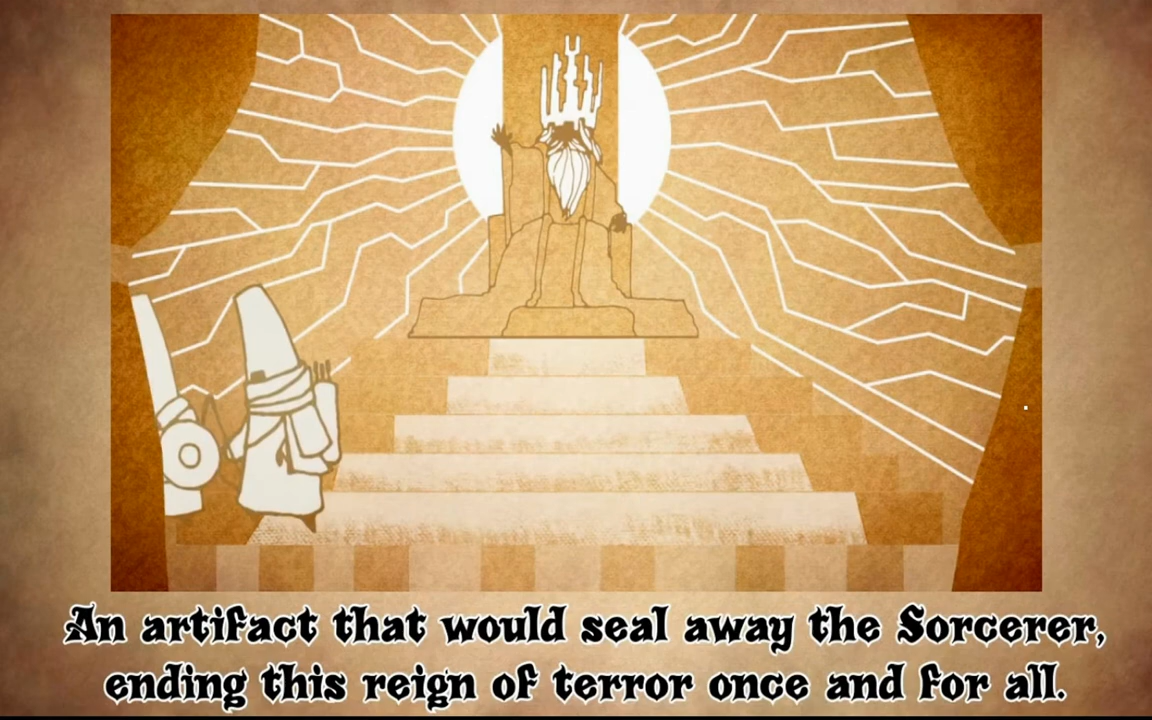 An artifact that would seal away the Sorcerer,
ending this reign of terror once and for all.